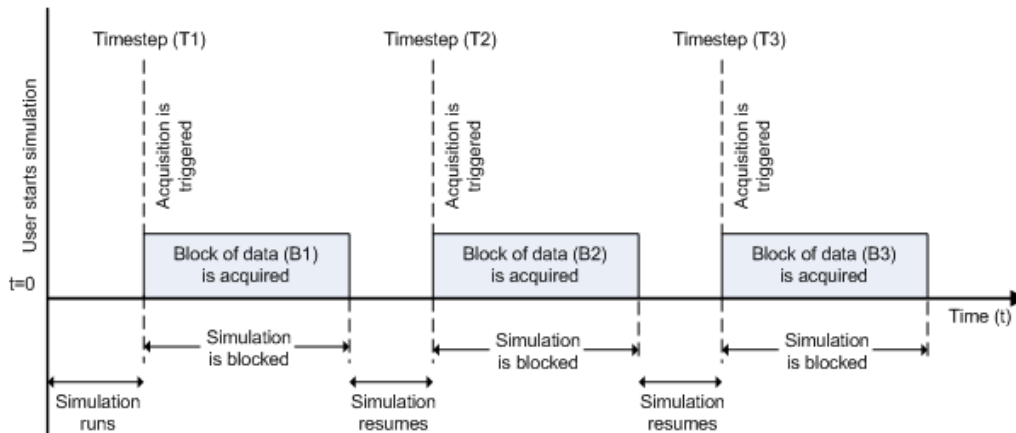 Timestep (T1)
Timestep (T2)
Timestep (T3)
User starts simulation
Acquisition is
triggered
Acquisition is
triggered
Acquisition is
triggered
Block of data (B1)
is acquired
Block of data (B2)
is acquired
Block of data (B3)
is acquired
t=0
Time (t)
Simulation
is blocked
Simulation
is blocked
Simulation
is blocked
Simulation
runs
Simulation
resumes
Simulation
resumes